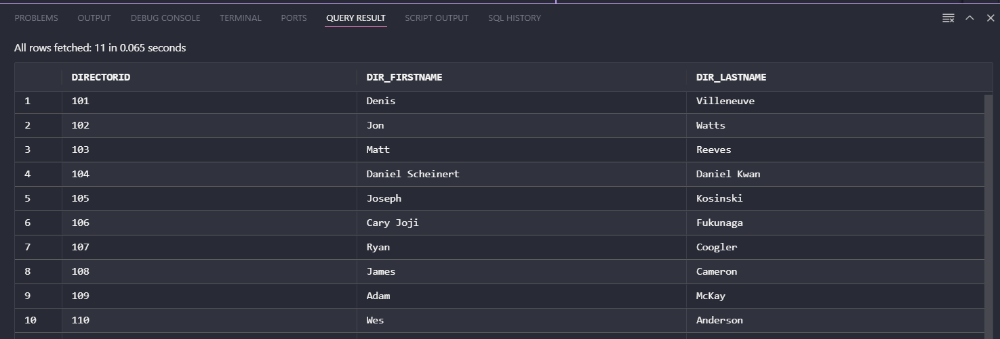 PROBLEMS OUTPUT DEBUG CONSOLE TERMINAL PORTS QUERY RESULT SCRIPT OUTPUT SQL HISTORY
All rows fetched: 11 in 0.065 seconds
DIRECTORID DIR_FIRSTNAME DIR_LASTNAME
1 101 Denis Villeneuve
2 102 Jon Watts
3 103 Matt Reeves
4 104 Daniel Scheinert Daniel Kwan
5 105 Joseph Kosinski
6 106 Cary Joji Fukunaga
7 107 Ryan Coogler
8 108 James Cameron
9 109 Adam McKay
10 110 Wes Anderson